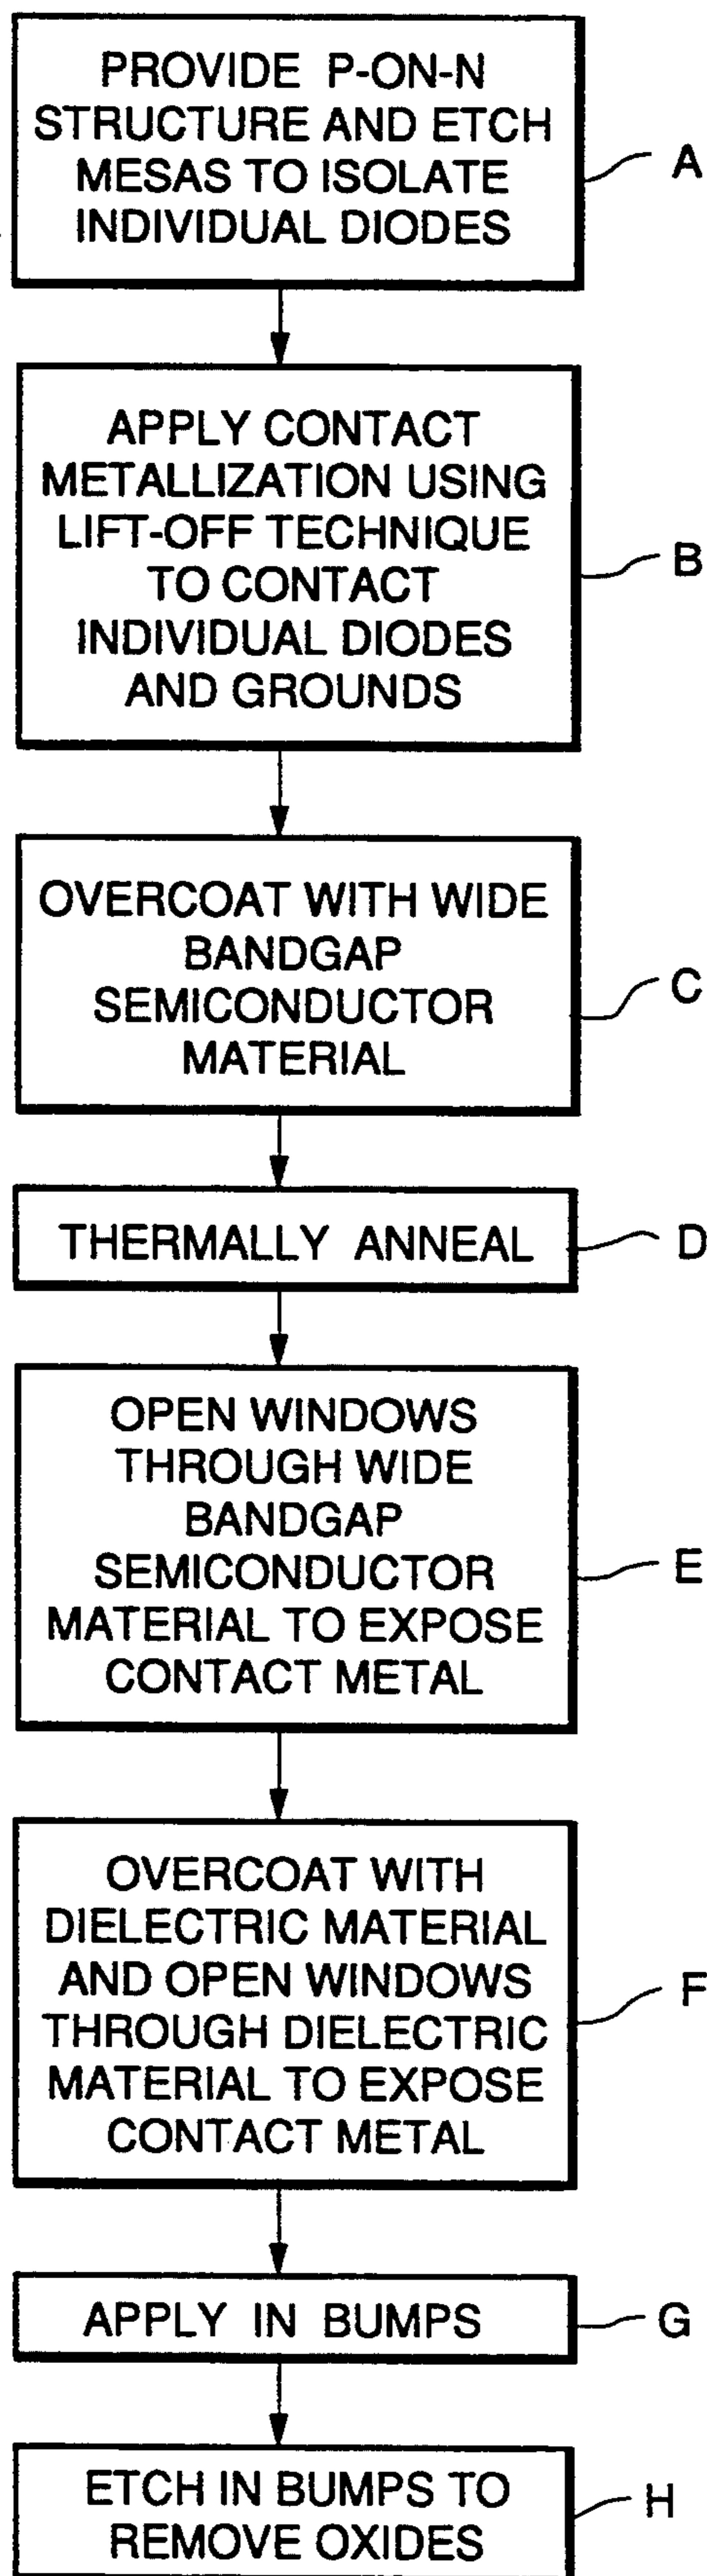 PROVIDE P-ON-N
STRUCTURE AND ETCH
MESAS TO ISOLATE
INDIVIDUAL DIODES
A
APPLY CONTACT
METALLIZATION USING
LIFT-OFF TECHNIQUE
TO CONTACT
INDIVIDUAL DIODES
AND GROUNDS
B
OVERCOAT WITH WIDE
BANDGAP
SEMICONDUCTOR
MATERIAL
C
THERMALLY ANNEAL
D
OPEN WINDOWS
THROUGH WIDE
BANDGAP
SEMICONDUCTOR
MATERIAL TO EXPOSE
CONTACT METAL
E
OVERCOAT WITH
DIELECTRIC MATERIAL
AND OPEN WINDOWS
THROUGH DIELECTRIC
MATERIAL TO EXPOSE
CONTACT METAL
F
APPLY IN BUMPS
G
ETCH IN BUMPS TO
REMOVE OXIDES
H